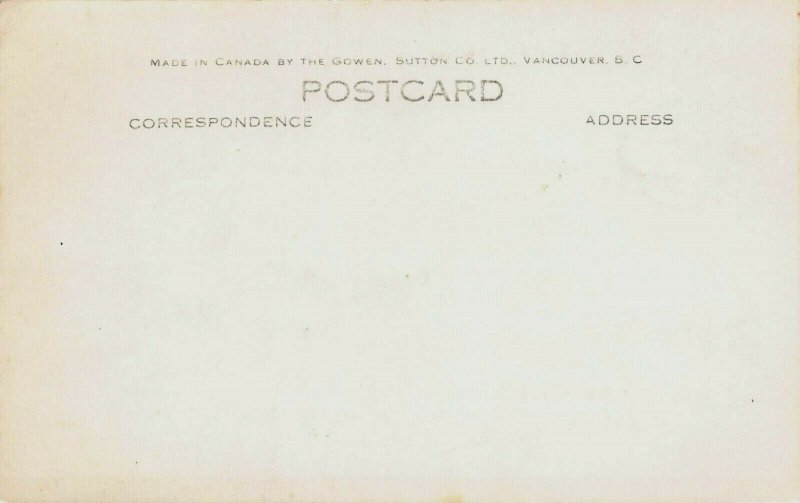 MADE IN CANADA BY THE GOWEN, SUTTON CO. LTD., VANCOUVER, B. C
POSTCARD
CORRESPONDENCE ADDRESS